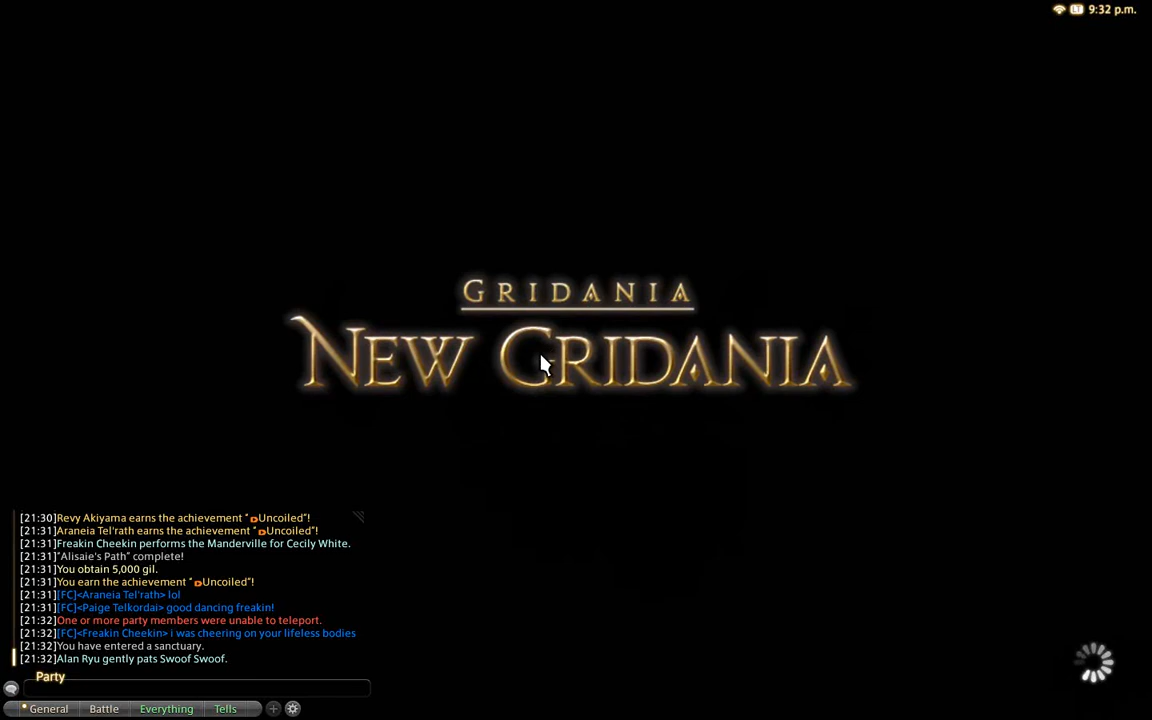 LT 9:32 p.m.
GRIDANIA
NEW GRIDANIA
[21:30]Revy Akiyama earns the achievement "Uncoiled"!
[21:31]Araneia Tel'rath earns the achievement "Uncoiled"!
[21:31]Freakin Cheekin performs the Manderville for Cecily White.
[21:31]"Alisaie's Path" complete!
[21:31]You obtain 5,000 gil.
[21:31]You earn the achievement "Uncoiled"!
[21:31][FC]<Araneia Tel'rath> lol
[21:31][FC]<Paige Telkordai> good dancing freakin!
[21:32]One or more party members were unable to teleport.
[21:32][FC]<Freakin Cheekin> i was cheering on your lifeless bodies
[21:32]You have entered a sanctuary.
[21:32]Alan Ryu gently pats Swoof Swoof.
Party
General Battle Everything Tells